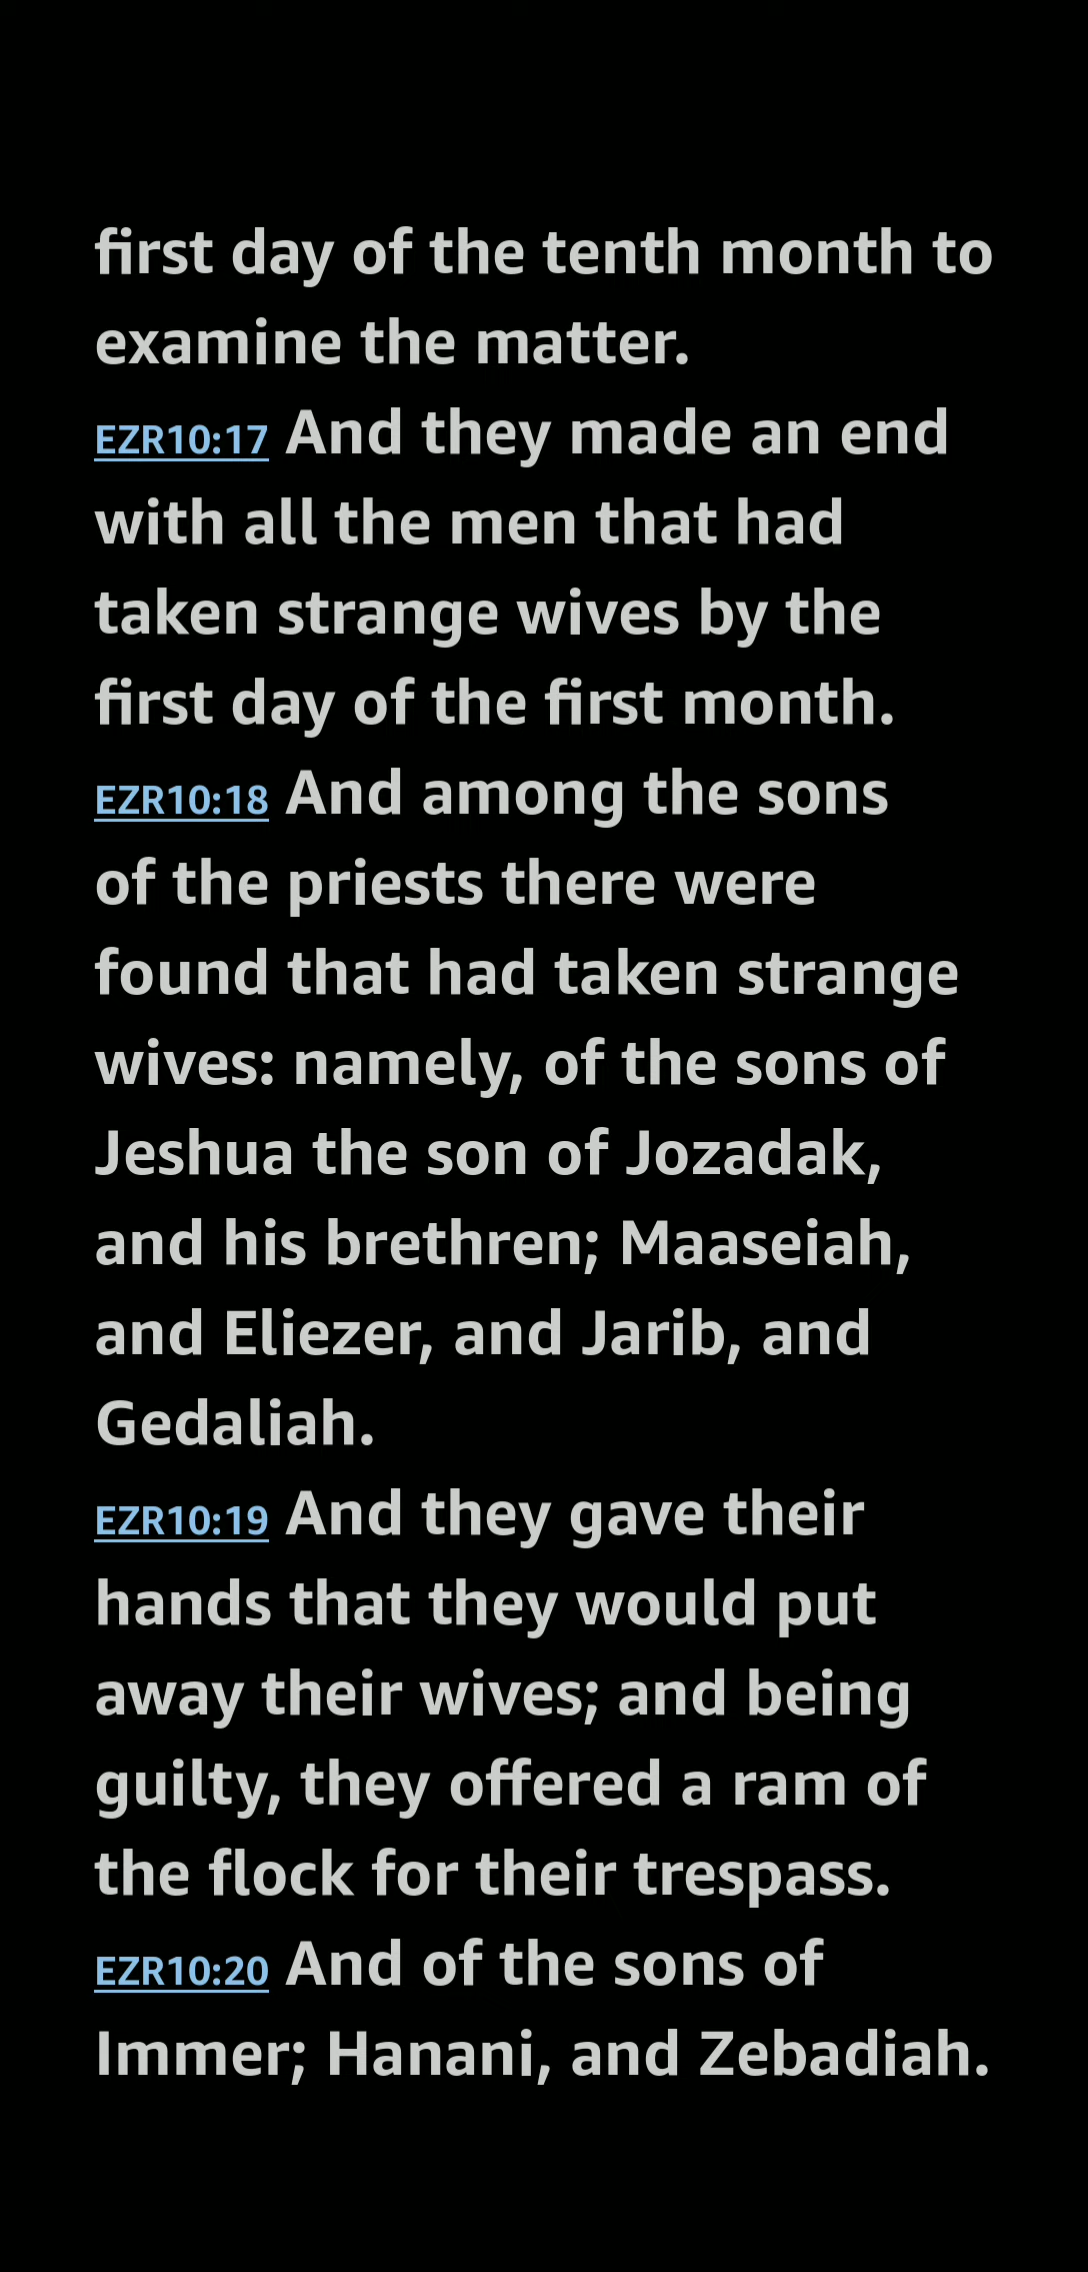 first day of the tenth month to
examine the matter.
EZR10:17 And they made an end
with all the men that had
taken strange wives by the
first day of the first month.
EZR10:18 And among the sons
of the priests there were
found that had taken strange
wives: namely, of the sons of
Jeshua the son of Jozadak,
and his brethren; Maaseiah,
and Eliezer, and Jarib, and
Gedaliah.
EZR10:19 And they gave their
hands that they would put
away their wives; and being
guilty, they offered a ram of
the flock for their trespass.
EZR10:20 And of the sons of
Immer; Hanani, and Zebadiah.